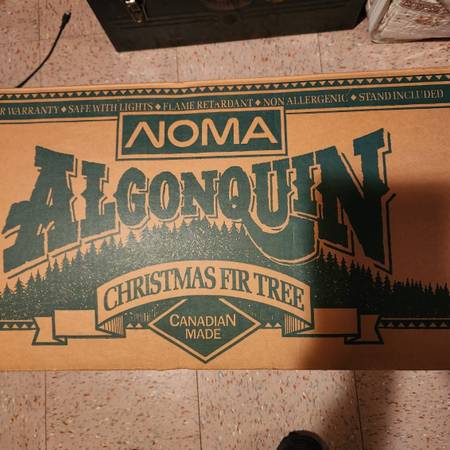 R WARRANTY ◆ SAFE WITH LIGHTS ◆ FLAME RETARDANT ◆ NON ALLERGENIC ◆ STAND INCLUDED
NOMA
ALGONQUIN
CHRISTMAS FIR TREE
CANADIAN
MADE